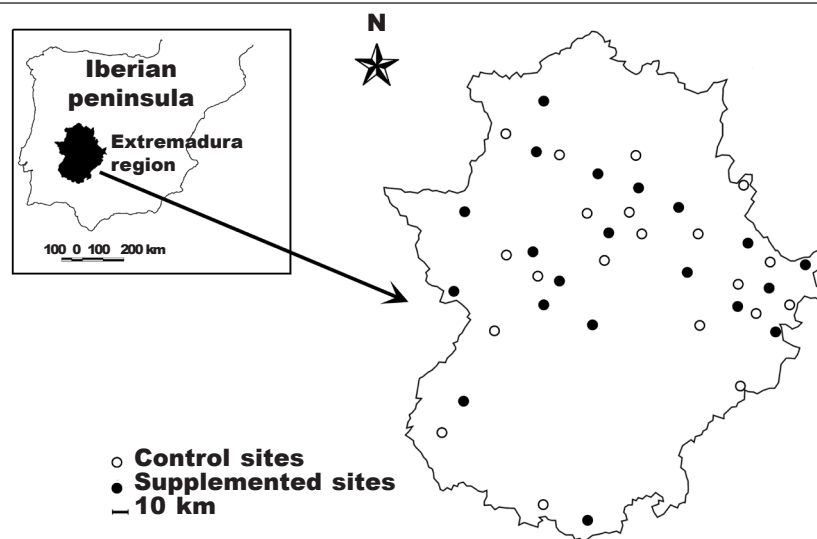 N
Iberian
peninsula
Extremadura
region
100 0 100 200 km
Control sites
Supplemented sites
10 km